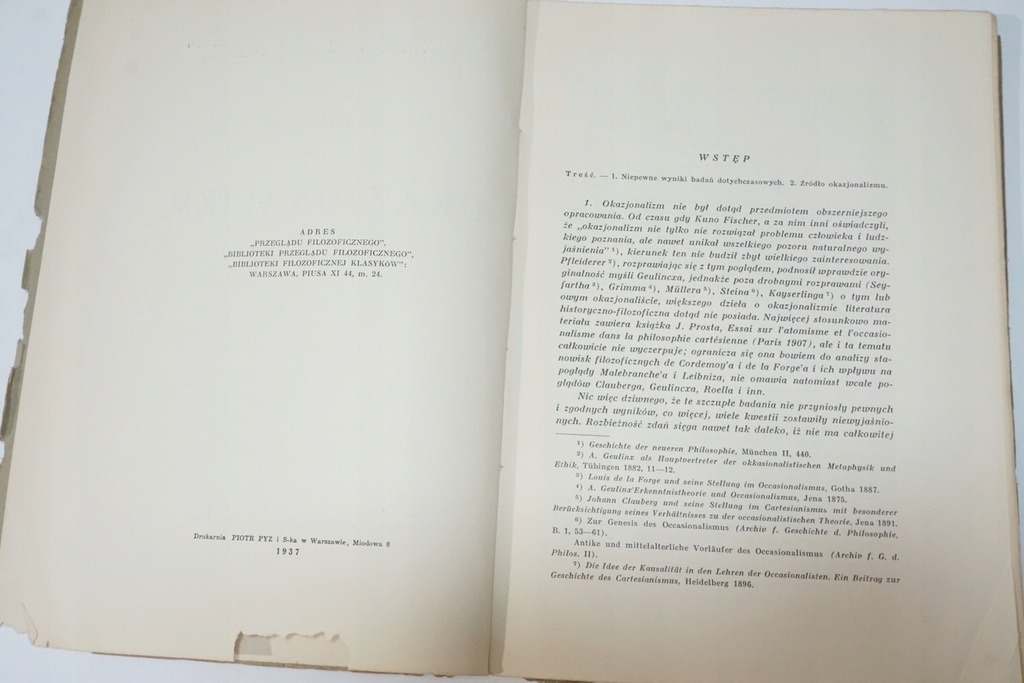 ADRES
„PRZEGLĄDU FILOZOFICZNEGO",
„BIBLIOTEKI PRZEGLĄDU FILOZOFICZNEGO",
„BIBLIOTEKI FILOZOFICZNEJ KLASYKÓW":
WARSZAWA, PIUSA XI 44, m. 24.
Drukarnia PIOTR PYZ i S-ka w Warszawie, Miodowa 8
1937
WSTĘP
Treść. — 1. Niepewne wyniki badań dotychczasowych. 2. Źródło okazjonalizmu.
1. Okazjonalizm nie był dotąd przedmiotem obszerniejszego
opracowania. Od czasu gdy Kuno Fischer, a za nim inni oświadczyli,
że „okazjonalizm nie tylko nie rozwiązał problemu człowieka i ludz-
kiego poznania, ale nawet unikał wszelkiego pozoru naturalnego wy-
jaśnienia" ¹), kierunek ten nie budził zbyt wielkiego zainteresowania.
Pfleiderer ²), rozprawiając się z tym poglądem, podnosił wprawdzie ory-
ginalność myśli Geulincxa, jednakże poza drobnymi rozprawami (Sey-
fartha ³), Grimma ⁴), Müllera ⁵), Steina ⁶), Kayserlinga ⁷) o tym lub
owym okazjonaliście, większego dzieła o okazjonalizmie literatura
historyczno-filozoficzna dotąd nie posiada. Najwięcej stosunkowo ma-
teriału zawiera książka J. Prosta, Essai sur l'atomisme et l'occasio-
nalisme dans la philosophie cartésienne (Paris 1907), ale i ta tematu
całkowicie nie wyczerpuje; ogranicza się ona bowiem do analizy sta-
nowisk filozoficznych de Cordemoy'a i de la Forge'a i ich wpływu na
poglądy Malebranche'a i Leibniza, nie omawia natomiast wcale po-
glądów Clauberga, Geulincxa, Roella i inn.
Nic więc dziwnego, że te szczupłe badania nie przyniosły pewnych
i zgodnych wyników, co więcej, wiele kwestii zostawiły niewyjaśnio-
nych. Rozbieżność zdań sięga nawet tak daleko, iż nie ma całkowitej
¹) Geschichte der neueren Philosophie, München II, 440.
²) A. Geulinx als Hauptvertreter der okkasionalistischen Metaphysik und
Ethik, Tübingen 1882, 11—12.
³) Louis de la Forge und seine Stellung im Occasionalismus, Gotha 1887.
⁴) A. Geulinx'Erkenntnistheorie und Occasionalismus, Jena 1875.
⁵) Johann Clauberg und seine Stellung im Cartesianismus mit besonderer
Berücksichtigung seines Verhältnisses zu der occasionalistischen Theorie, Jena 1891.
⁶) Zur Genesis des Occasionalismus (Archiv f. Geschichte d. Philosophie,
B. 1, 53—61).
Antike und mittelalterliche Vorläufer des Occasionalismus (Archiv f. G. d.
Philos. II).
⁷) Die Idee der Kausalität in den Lehren der Occasionalisten. Ein Beitrag zur
Geschichte des Cartesianismus, Heidelberg 1896.